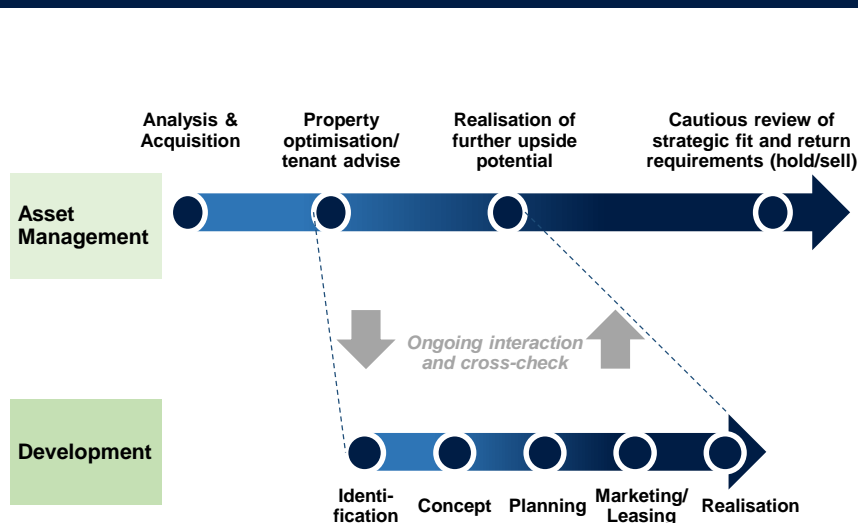 Analysis &
Acquisition
Property
optimisation/
tenant advise
Realisation of
further upside
potential
Cautious review of
strategic fit and return
requirements (hold/sell)
Asset
Management
Ongoing interaction
and cross-check
Development
Identi-
fication
Concept
Planning
Marketing/
Leasing
Realisation